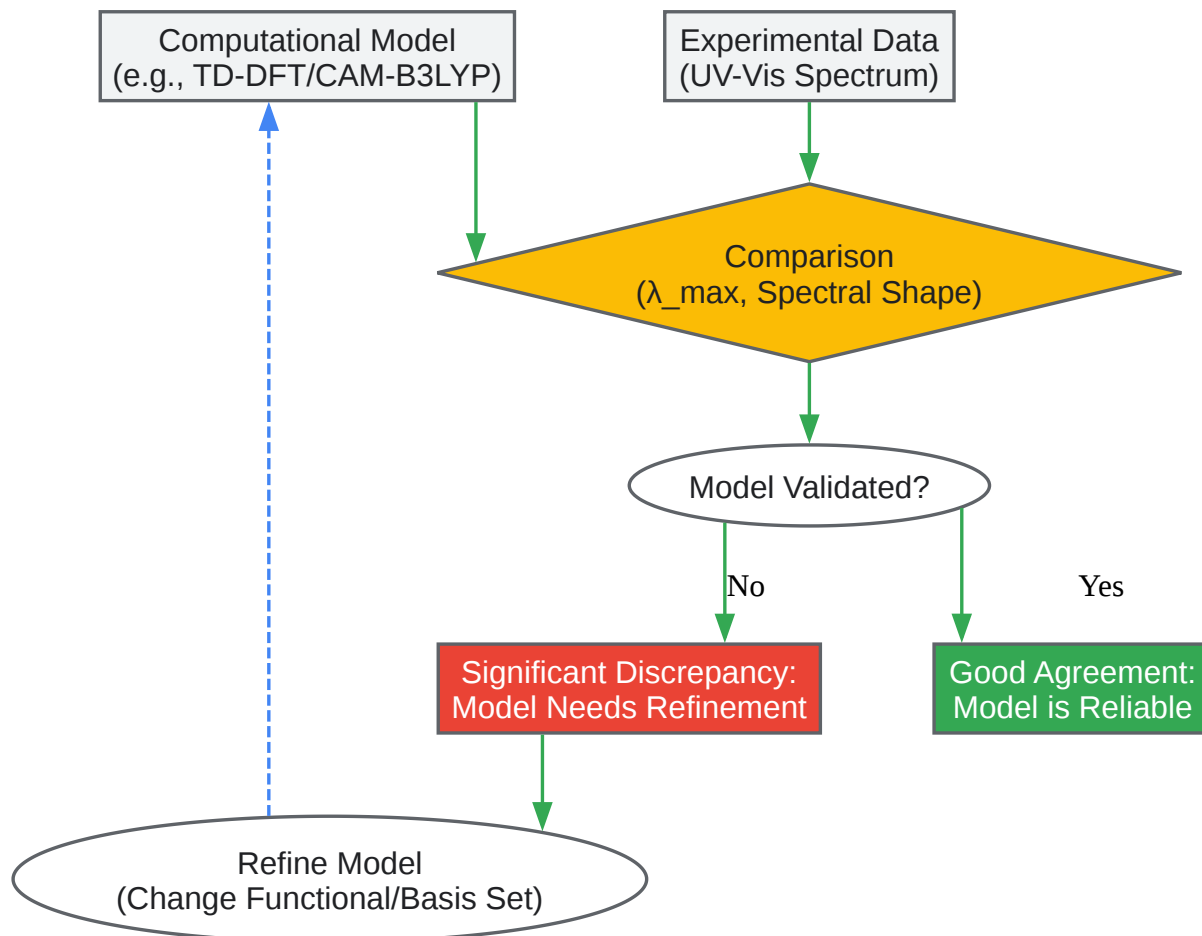 Computational Model
(e.g., TD-DFT/CAM-B3LYP)
Experimental Data
(UV-Vis Spectrum)
Comparison
(λ_max, Spectral Shape)
Model Validated?
No
Yes
Significant Discrepancy:
Model Needs Refinement
Good Agreement:
Model is Reliable
Refine Model
(Change Functional/Basis Set)